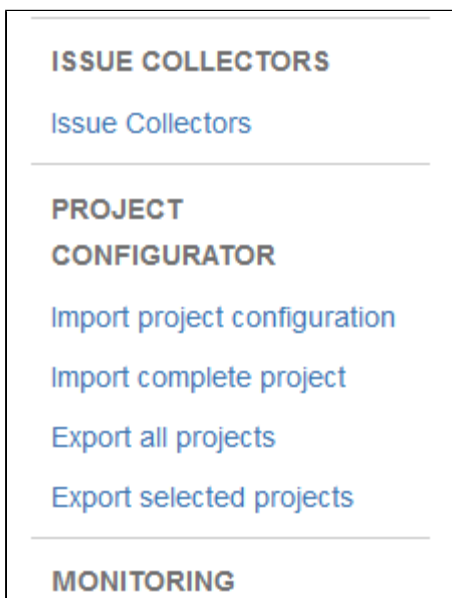 ISSUE COLLECTORS
Issue Collectors
PROJECT
CONFIGURATOR
Import project configuration
Import complete project
Export all projects
Export selected projects
MONITORING